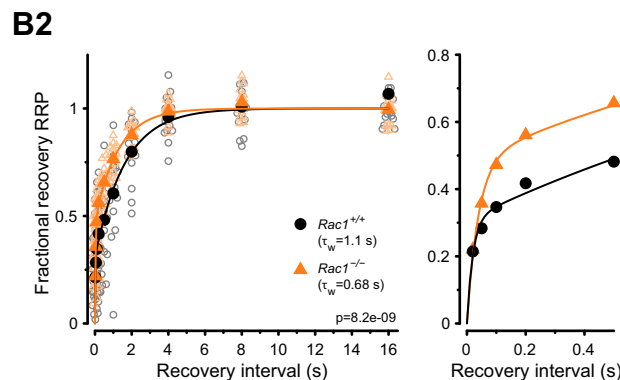 B2
Fractional recovery RRP
1
0.5
0
Rac1+/+
(τw=1.1 s)
Rac1−/−
(τw=0.68 s)
p=8.2e-09
0 2 4 6 8 10 12 14 16
Recovery interval (s)
0.8
0.6
0.4
0.2
0
0.0 0.2 0.4
Recovery interval (s)